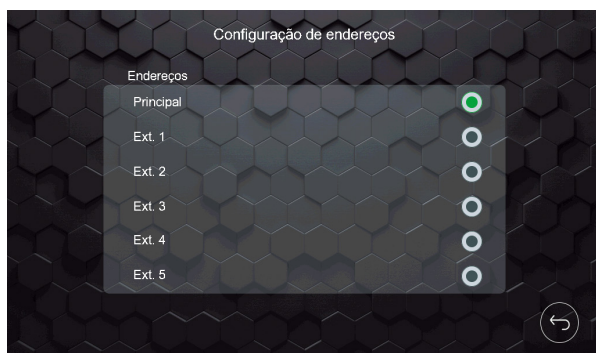 Configuração de endereços
Endereços
Principal
Ext. 1
Ext. 2
Ext. 3
Ext. 4
Ext. 5